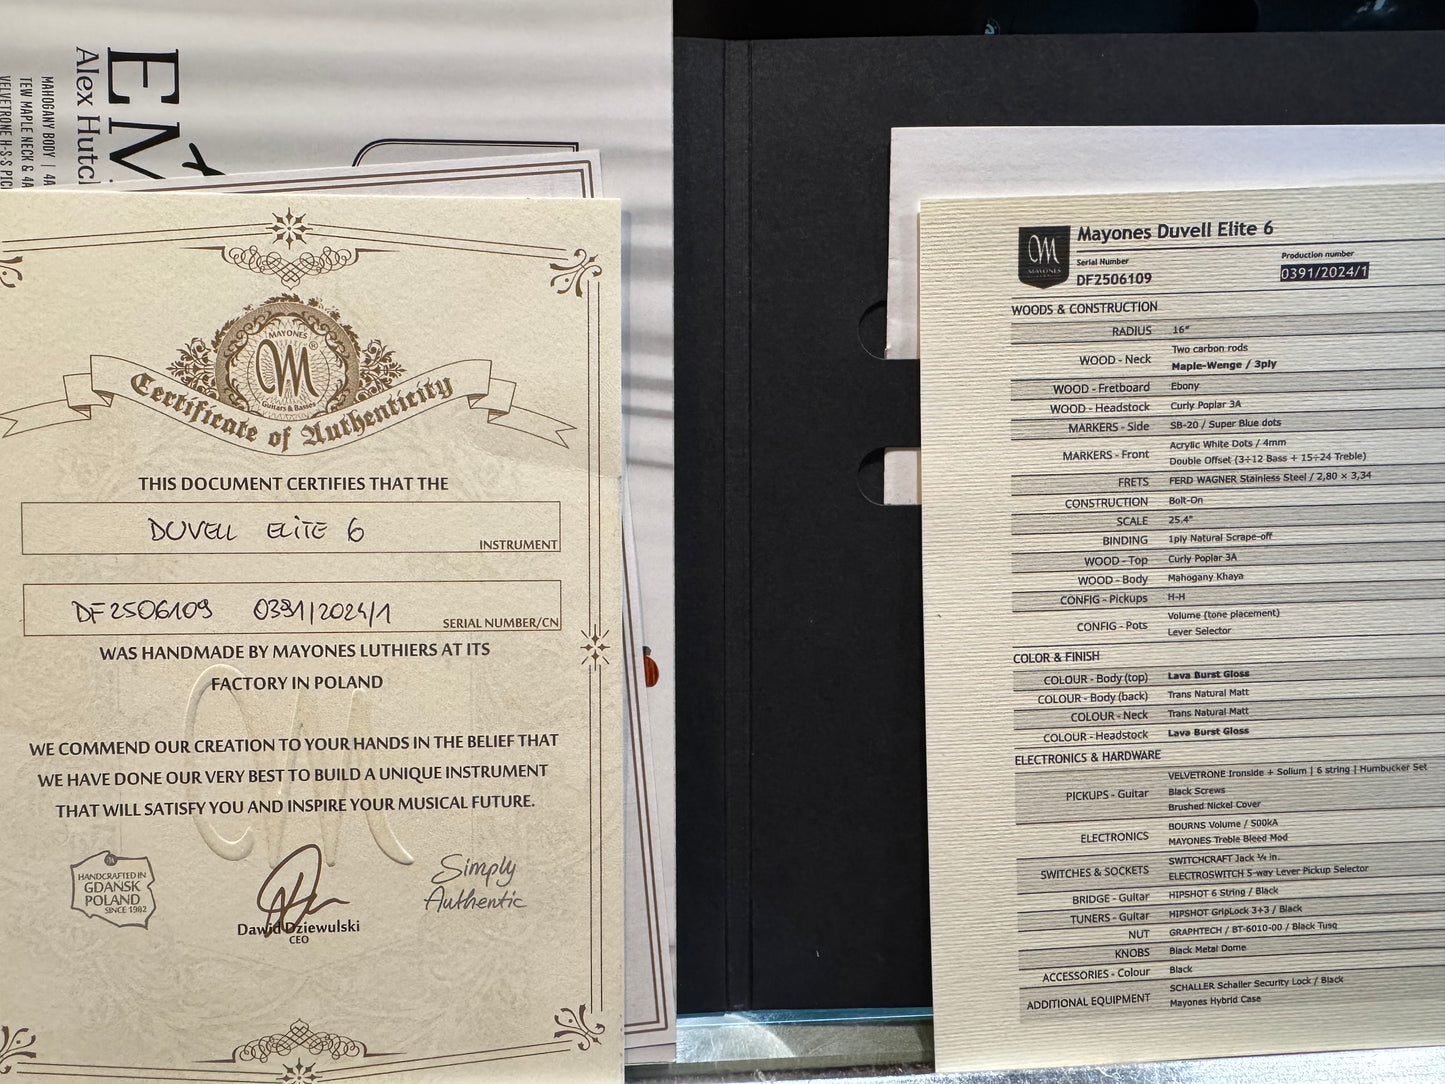 Alex Hutc
MAHOGANY BODY | 4A
TEW MAPLE NECK & 4A
VELVETRONE H-S-S PIC
MAYONES
M®
Guitars & Basses
Certificate of Authenticity
THIS DOCUMENT CERTIFIES THAT THE
DUVELL ELITE 6
INSTRUMENT
DF2506109 0391/2024/1
SERIAL NUMBER/CN
WAS HANDMADE BY MAYONES LUTHIERS AT ITS
FACTORY IN POLAND
WE COMMEND OUR CREATION TO YOUR HANDS IN THE BELIEF THAT
WE HAVE DONE OUR VERY BEST TO BUILD A UNIQUE INSTRUMENT
THAT WILL SATISFY YOU AND INSPIRE YOUR MUSICAL FUTURE.
HANDCRAFTED IN
GDANSK
POLAND
SINCE 1982
Dawid Dziewulski
CEO
Simply
Authentic
M
MAYONES
Mayones Duvell Elite 6
Serial Number
DF2506109
Production number
0391/2024/1
WOODS & CONSTRUCTION
RADIUS 16"
WOOD - Neck Two carbon rods
Maple-Wenge / 3ply
WOOD - Fretboard Ebony
WOOD - Headstock Curly Poplar 3A
MARKERS - Side SB-20 / Super Blue dots
MARKERS - Front Acrylic White Dots / 4mm
Double Offset (3÷12 Bass + 15÷24 Treble)
FRETS FERD WAGNER Stainless Steel / 2,80 × 3,34
CONSTRUCTION Bolt-On
SCALE 25.4"
BINDING 1ply Natural Scrape-off
WOOD - Top Curly Poplar 3A
WOOD - Body Mahogany Khaya
CONFIG - Pickups H-H
CONFIG - Pots Volume (tone placement)
Lever Selector
COLOR & FINISH
COLOUR - Body (top) Lava Burst Gloss
COLOUR - Body (back) Trans Natural Matt
COLOUR - Neck Trans Natural Matt
COLOUR - Headstock Lava Burst Gloss
ELECTRONICS & HARDWARE
PICKUPS - Guitar VELVETRONE Ironside + Solium | 6 string | Humbucker Set
Black Screws
Brushed Nickel Cover
ELECTRONICS BOURNS Volume / 500kA
MAYONES Treble Bleed Mod
SWITCHES & SOCKETS SWITCHCRAFT Jack ¼ in.
ELECTROSWITCH 5-way Lever Pickup Selector
BRIDGE - Guitar HIPSHOT 6 String / Black
TUNERS - Guitar HIPSHOT GripLock 3+3 / Black
NUT GRAPHTECH / BT-6010-00 / Black Tusq
KNOBS Black Metal Dome
ACCESSORIES - Colour Black
ADDITIONAL EQUIPMENT SCHALLER Schaller Security Lock / Black
Mayones Hybrid Case